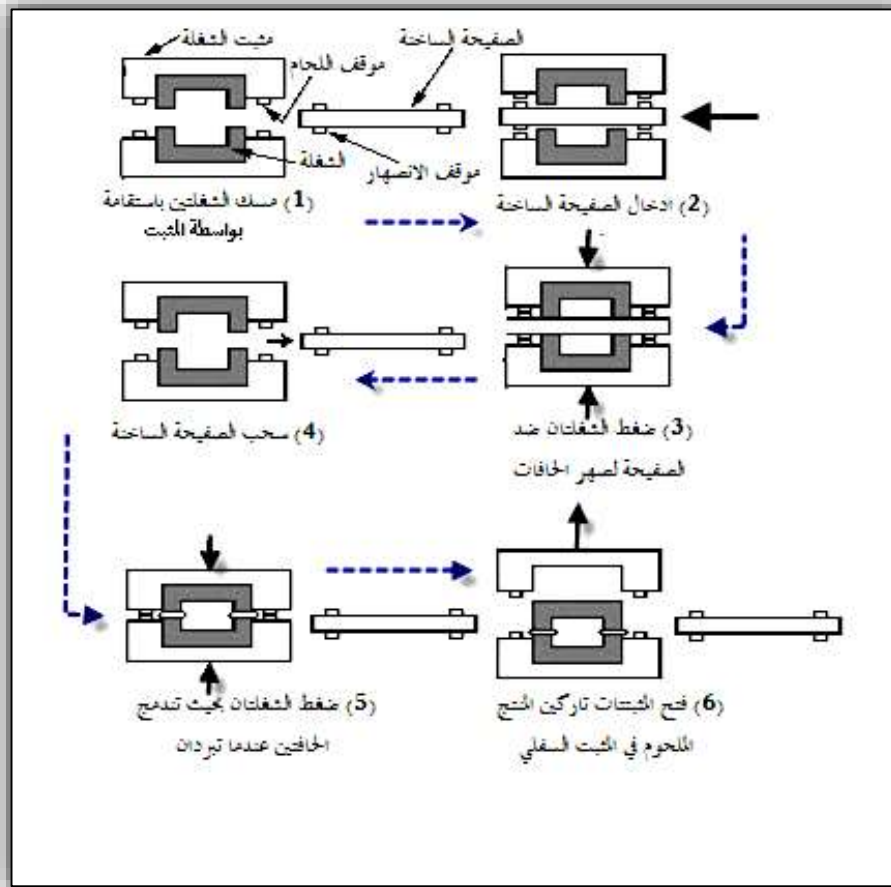 مثبت الشغلة
موقف اللحام
الصفيحة الساخنة
الشغلة
موقف الانصهار
(1) مسك الشغلتين باستقامة
بواسطة المثبت
(2) ادخال الصفيحة الساخنة
(3) ضغط الشغلتان ضد
الصفيحة لصهر الحافات
(4) سحب الصفيحة الساخنة
(5) ضغط الشغلتان بحيث تندمج
الحافتين عندما تبردان
(6) فتح المثبتات تاركين المنتج
الملحوم في المثبت السفلي